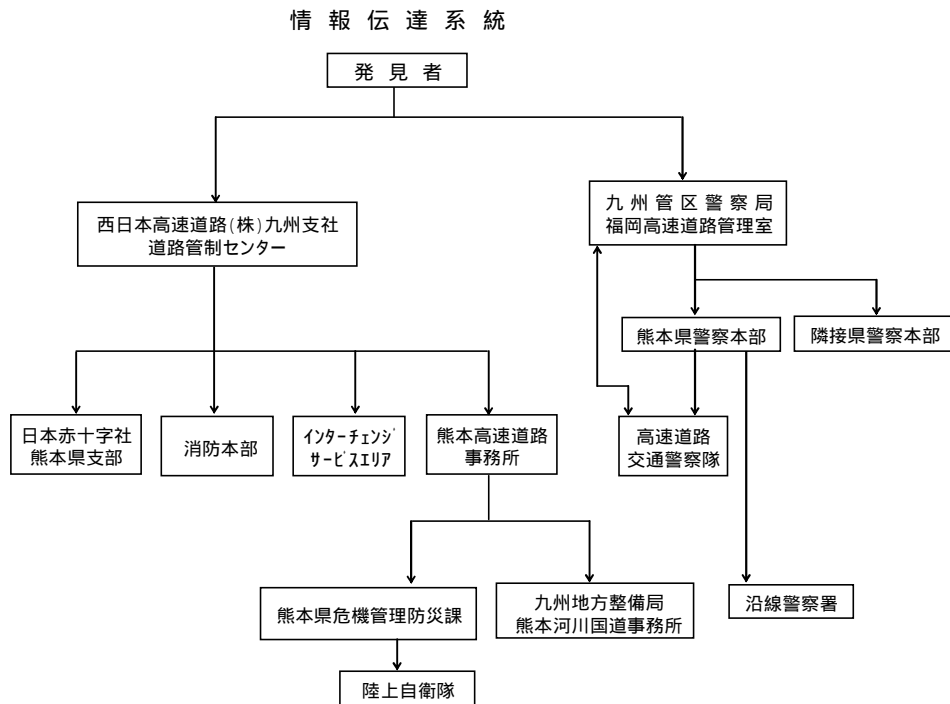 情報伝達系統
発見者
西日本高速道路(株)九州支社
道路管制センター
九州管区警察局
福岡高速道路管理室
熊本県警察本部
隣接県警察本部
日本赤十字社
熊本県支部
消防本部
ｲﾝﾀｰﾁｪﾝｼﾞ
ｻｰﾋﾞｽｴﾘｱ
熊本高速道路
事務所
高速道路
交通警察隊
熊本県危機管理防災課
九州地方整備局
熊本河川国道事務所
沿線警察署
陸上自衛隊